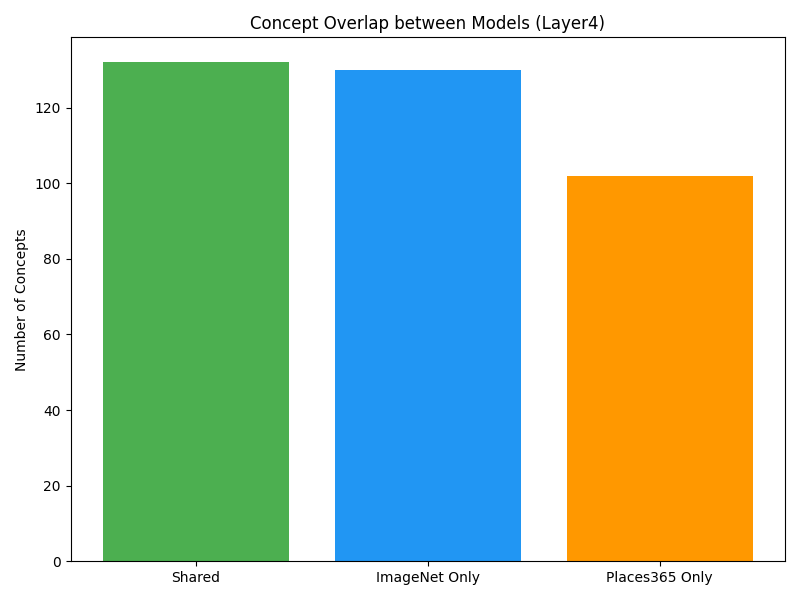 Concept Overlap between Models (Layer4)
Number of Concepts
120
100
80
60
40
20
0
Shared ImageNet Only Places365 Only